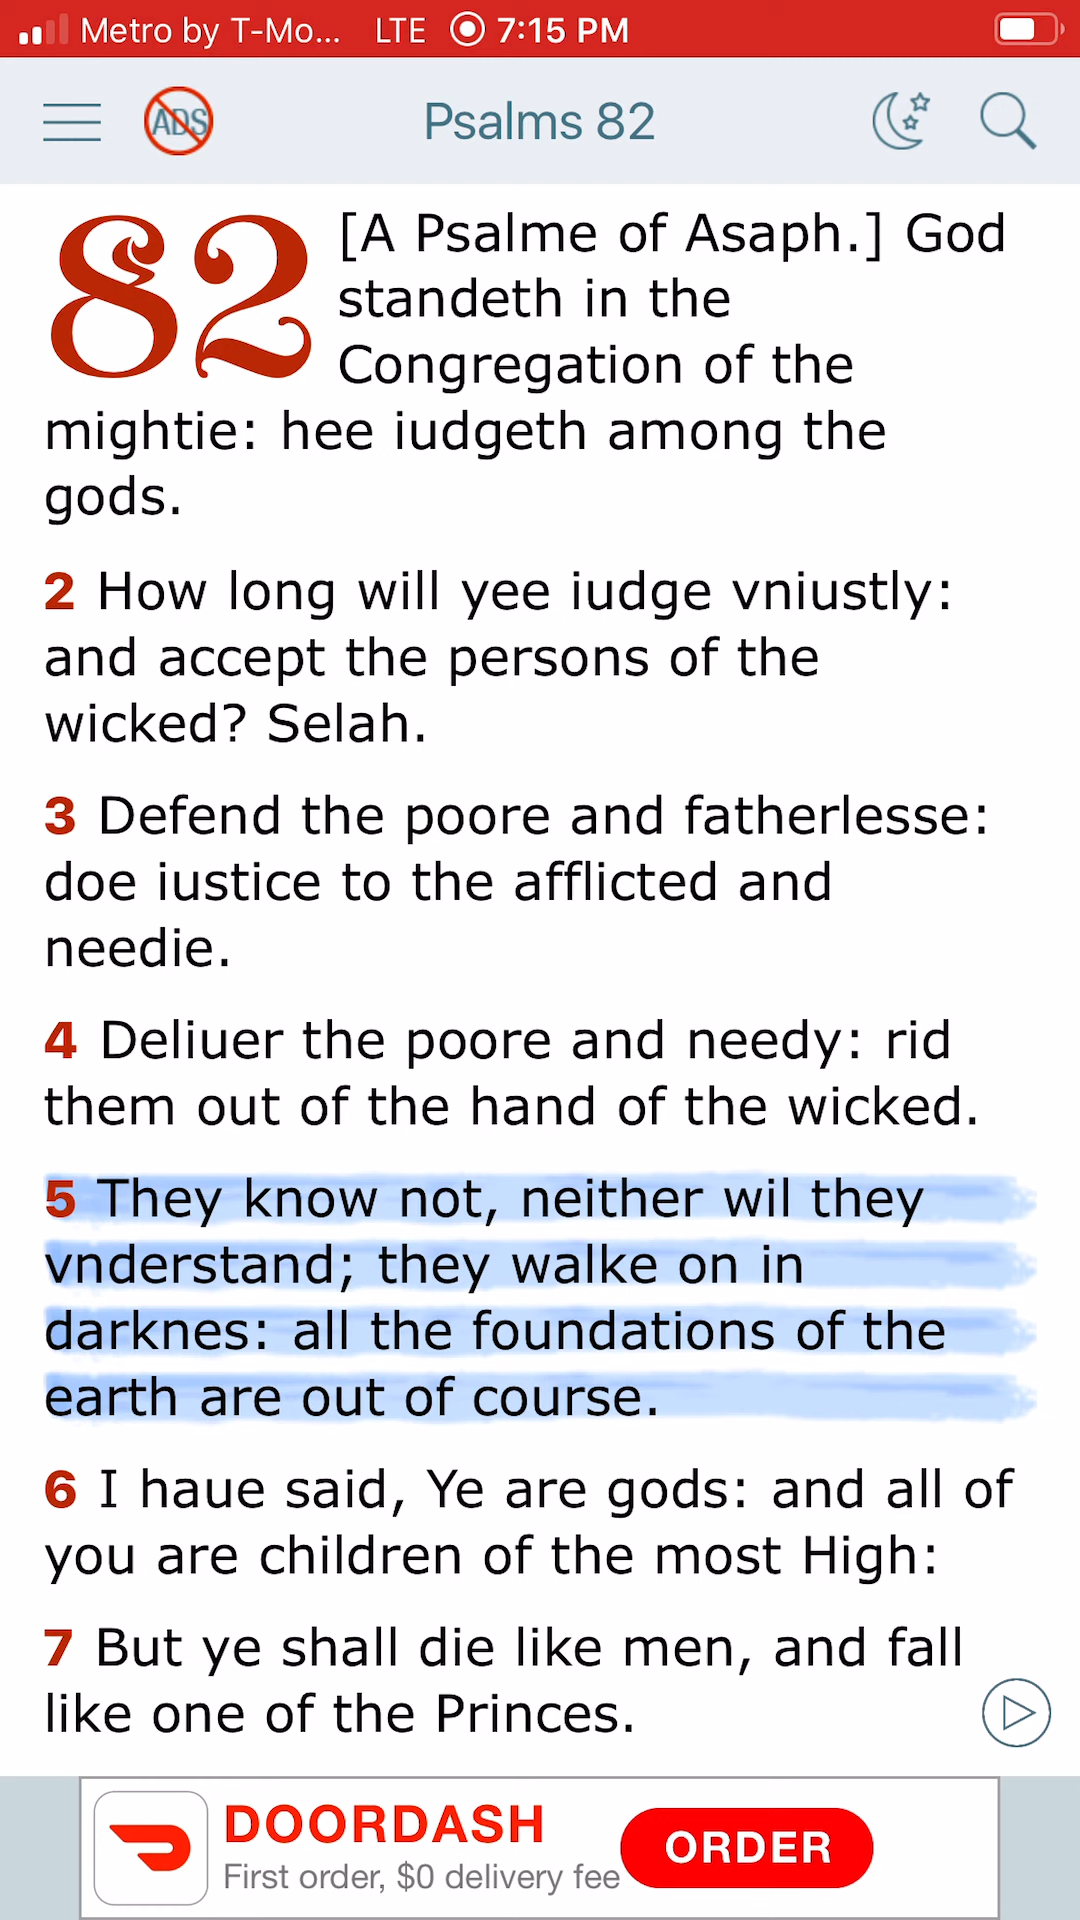 Metro by T-Mo... LTE 7:15 PM
ADS Psalms 82
82 [A Psalme of Asaph.] God
standeth in the
Congregation of the
mightie: hee iudgeth among the
gods.
2 How long will yee iudge vniustly:
and accept the persons of the
wicked? Selah.
3 Defend the poore and fatherlesse:
doe iustice to the afflicted and
needie.
4 Deliuer the poore and needy: rid
them out of the hand of the wicked.
5 They know not, neither wil they
vnderstand; they walke on in
darknes: all the foundations of the
earth are out of course.
6 I haue said, Ye are gods: and all of
you are children of the most High:
7 But ye shall die like men, and fall
like one of the Princes.
DOORDASH
First order, $0 delivery fee
ORDER